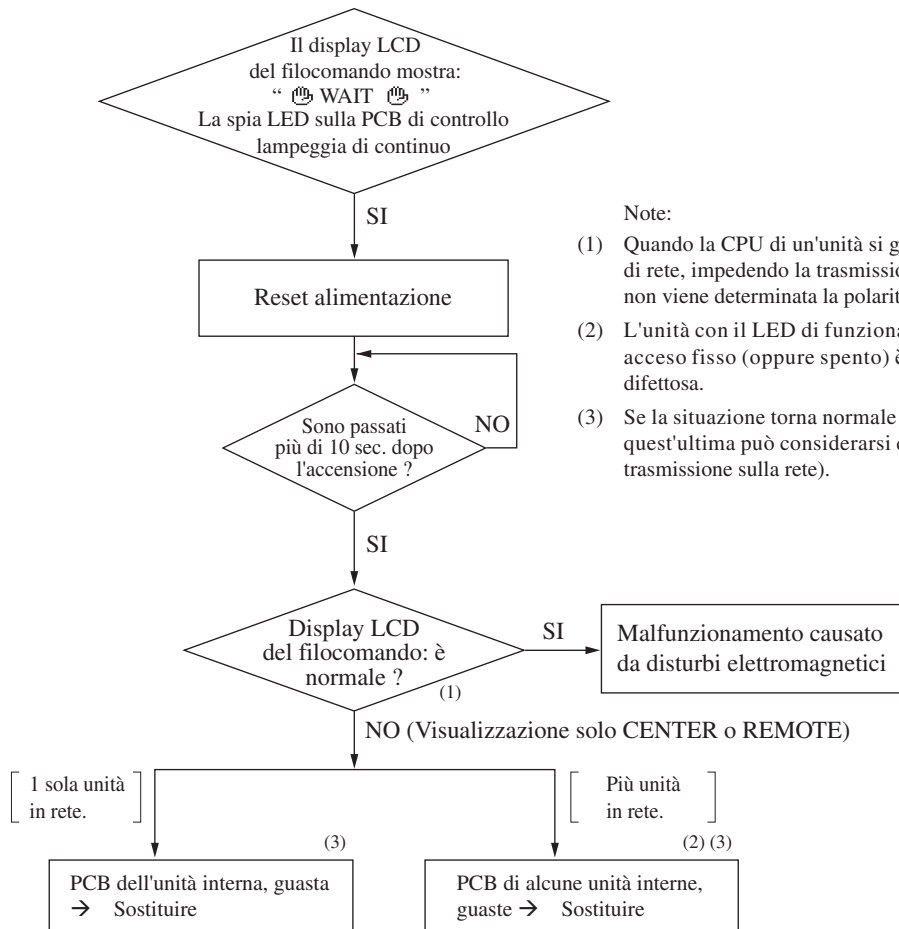 Il display LCD
del filocomando mostra:
“ WAIT ”
La spia LED sulla PCB di controllo
lampeggia di continuo
SI
Reset alimentazione
Sono passati
più di 10 sec. dopo
l'accensione ?
NO
SI
Note:
(1) Quando la CPU di un'unità si
di rete, impedendo la
non viene determinata la
(2) L'unità con il LED di
acceso fisso (oppure spento)
difettosa.
(3) Se la situazione torna normale
quest'ultima può considerarsi
trasmissione sulla rete).
Display LCD
del filocomando: è
normale ?
(1)
SI
Malfunzionamento causato
da disturbi elettromagnetici
NO (Visualizzazione solo CENTER o REMOTE)
1 sola unità
in rete.
Più unità
in rete.
(3)
PCB dell'unità interna, guasta
→ Sostituire
(2) (3)
PCB di alcune unità interne,
guaste → Sostituire